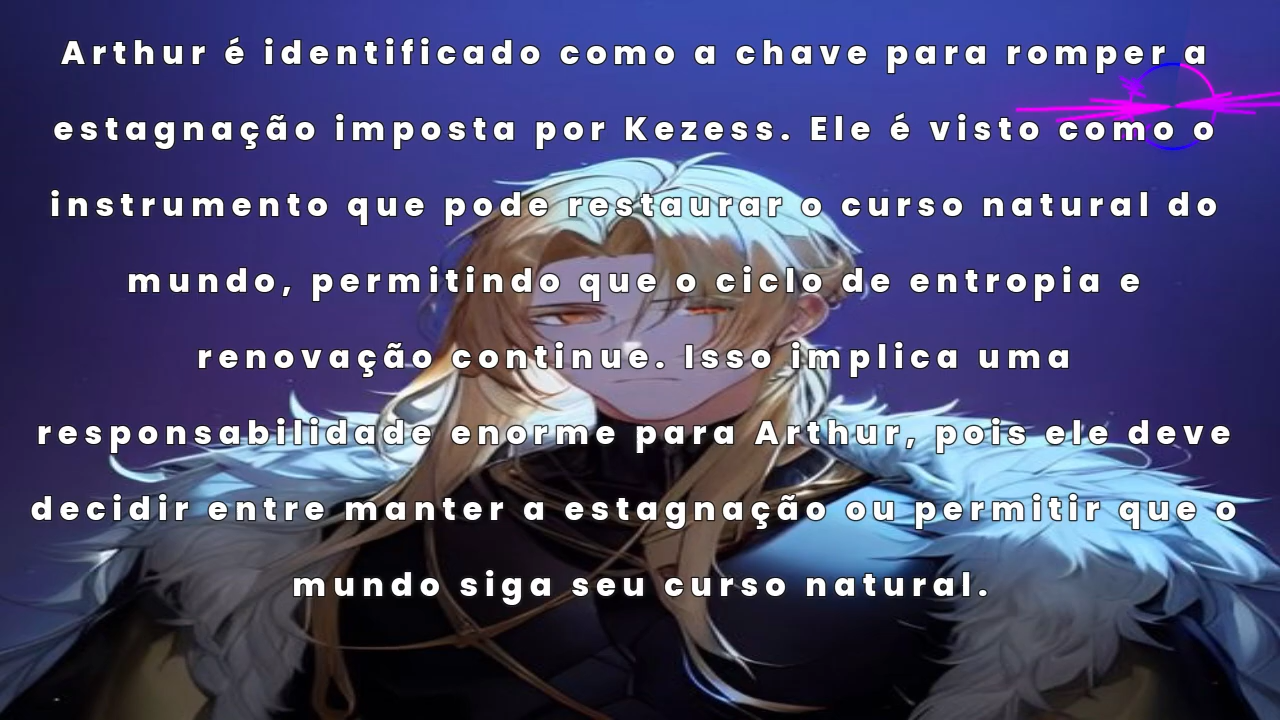 Arthur é identificado como a chave para romper a
estagnação imposta por Kezess. Ele é visto como o
instrumento que pode restaurar o curso natural do
mundo, permitindo que o ciclo de entropia e
renovação continue. Isso implica uma
responsabilidade enorme para Arthur, pois ele deve
decidir entre manter a estagnação ou permitir que o
mundo siga seu curso natural.